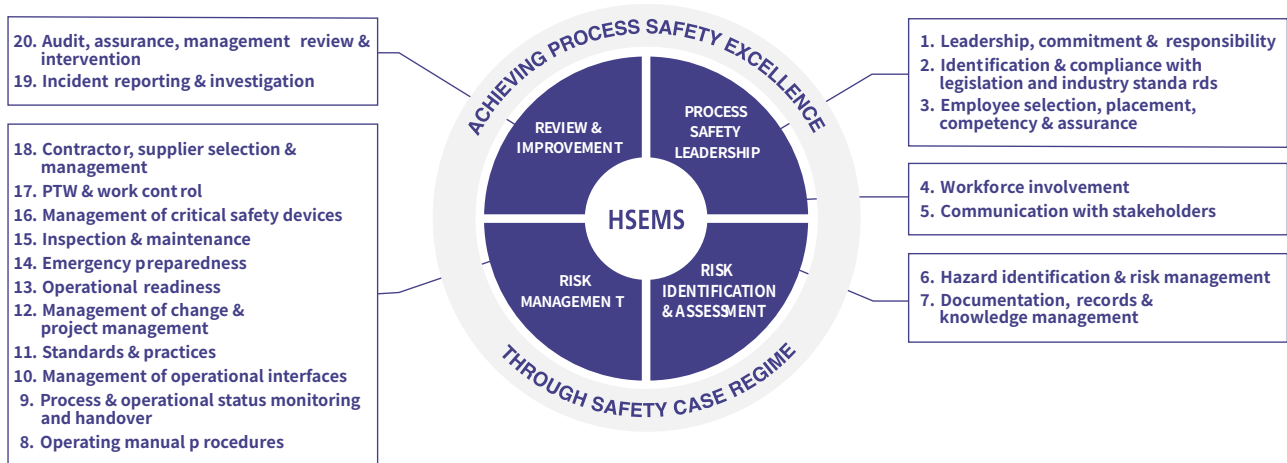 20. Audit, assurance, management review &
intervention
19. Incident reporting & investigation
18. Contractor, supplier selection &
management
17. PTW & work control
16. Management of critical safety devices
15. Inspection & maintenance
14. Emergency preparedness
13. Operational readiness
12. Management of change &
project management
11. Standards & practices
10. Management of operational interfaces
9. Process & operational status monitoring
and handover
8. Operating manual procedures
ACHIEVING PROCESS SAFETY EXCELLENCE
REVIEW &
IMPROVEMENT
PROCESS
SAFETY
LEADERSHIP
HSEMS
RISK
MANAGEMENT
RISK
IDENTIFICATION
& ASSESSMENT
THROUGH SAFETY CASE REGIME
1. Leadership, commitment & responsibility
2. Identification & compliance with
legislation and industry standa rds
3. Employee selection, placement,
competency & assurance
4. Workforce involvement
5. Communication with stakeholders
6. Hazard identification & risk management
7. Documentation, records &
knowledge management